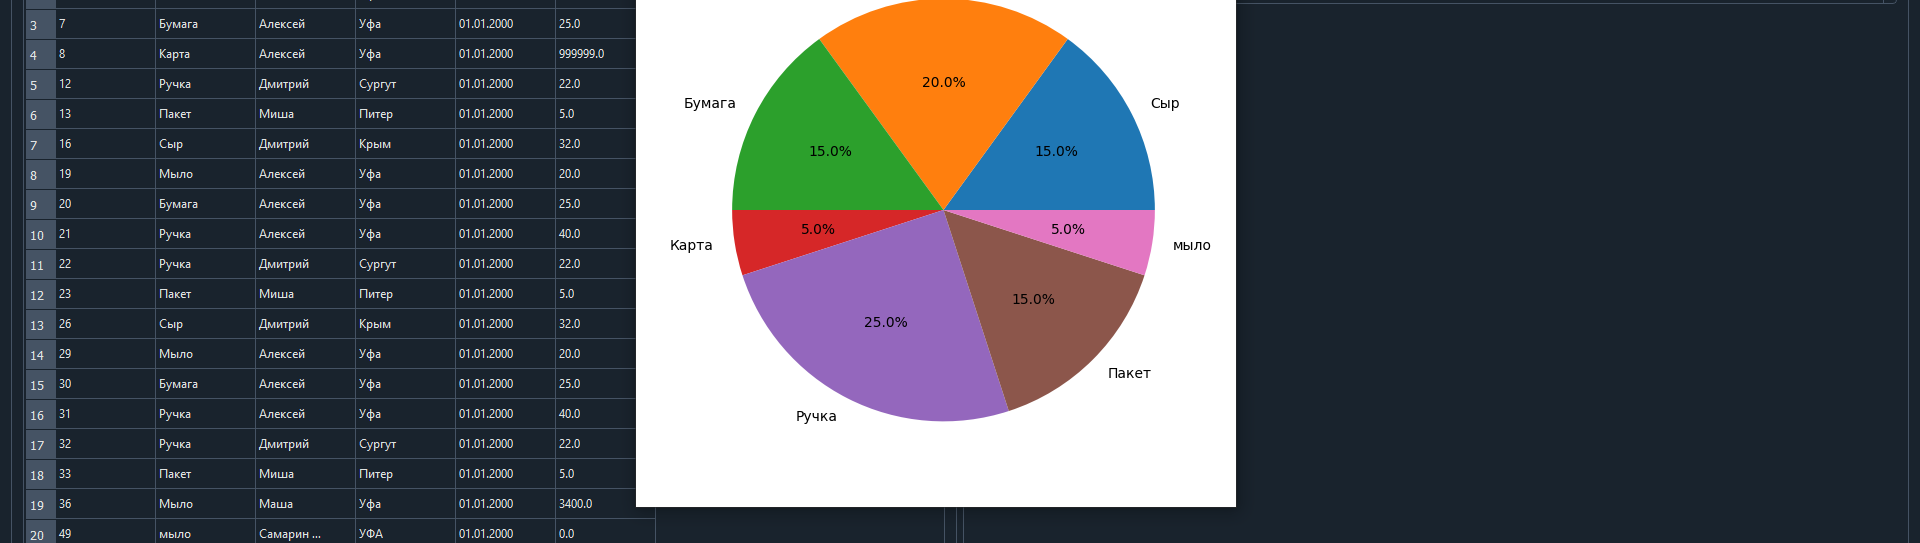 3 7 Бумага Алексей Уфа 01.01.2000 25.0
4 8 Карта Алексей Уфа 01.01.2000 999999.0
5 12 Ручка Дмитрий Сургут 01.01.2000 22.0
6 13 Пакет Миша Питер 01.01.2000 5.0
7 16 Сыр Дмитрий Крым 01.01.2000 32.0
8 19 Мыло Алексей Уфа 01.01.2000 20.0
9 20 Бумага Алексей Уфа 01.01.2000 25.0
10 21 Ручка Алексей Уфа 01.01.2000 40.0
11 22 Ручка Дмитрий Сургут 01.01.2000 22.0
12 23 Пакет Миша Питер 01.01.2000 5.0
13 26 Сыр Дмитрий Крым 01.01.2000 32.0
14 29 Мыло Алексей Уфа 01.01.2000 20.0
15 30 Бумага Алексей Уфа 01.01.2000 25.0
16 31 Ручка Алексей Уфа 01.01.2000 40.0
17 32 Ручка Дмитрий Сургут 01.01.2000 22.0
18 33 Пакет Миша Питер 01.01.2000 5.0
19 36 Мыло Маша Уфа 01.01.2000 3400.0
20 49 мыло Самарин ... УФА 01.01.2000 0.0
20.0%
Бумага
Сыр
15.0%
15.0%
5.0%
5.0%
Карта
мыло
15.0%
25.0%
Пакет
Ручка